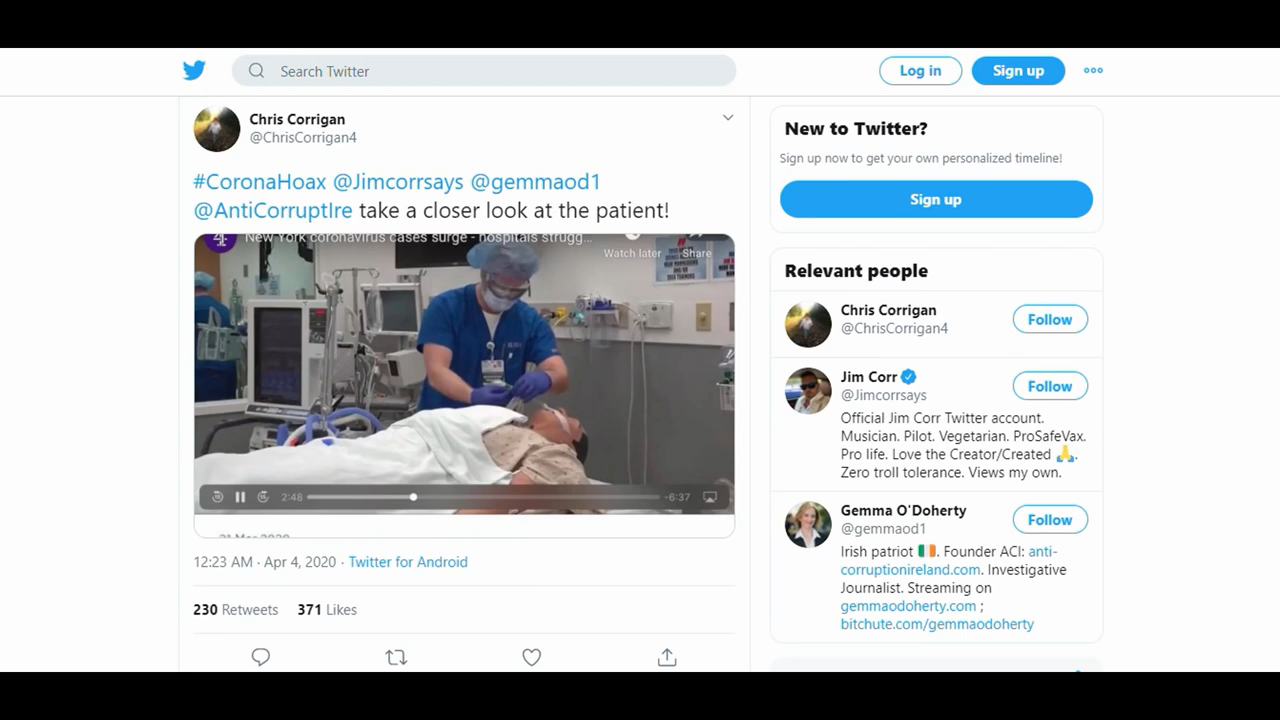 Search Twitter
Log in
Sign up
Chris Corrigan
@ChrisCorrigan4
#CoronaHoax @Jimcorrsays @gemmaod1
@AntiCorruptIre take a closer look at the patient!
4
New York coronavirus cases surge - hospitals strugg...
Watch later
Share
2:48
-6:37
21 Mar 2020
12:23 AM · Apr 4, 2020 · Twitter for Android
230 Retweets 371 Likes
New to Twitter?
Sign up now to get your own personalized timeline!
Sign up
Relevant people
Chris Corrigan
@ChrisCorrigan4
Follow
Jim Corr
@Jimcorrsays
Follow
Official Jim Corr Twitter account.
Musician. Pilot. Vegetarian. ProSafeVax.
Pro life. Love the Creator/Created 🙏.
Zero troll tolerance. Views my own.
Gemma O'Doherty
@gemmaod1
Follow
Irish patriot 🇮🇪. Founder ACI: anti-
corruptionireland.com. Investigative
Journalist. Streaming on
gemmaodoherty.com ;
bitchute.com/gemmaodoherty